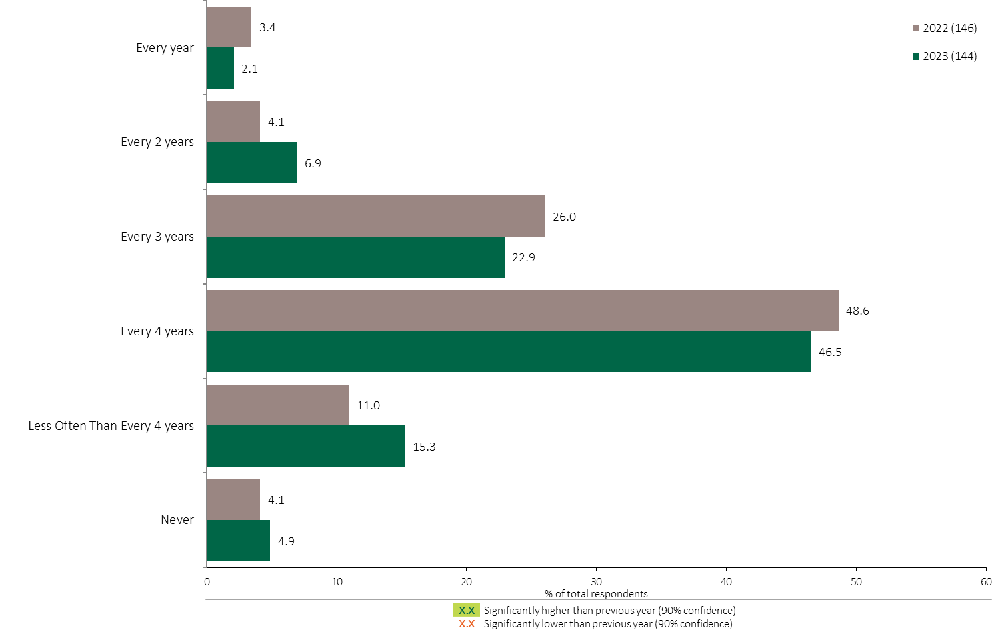 2022 (146)
2023 (144)
Every year
3.4
2.1
Every 2 years
4.1
6.9
Every 3 years
26.0
22.9
Every 4 years
48.6
46.5
Less Often Than Every 4 years
11.0
15.3
Never
4.1
4.9
0 10 20 30 40 50 60
% of total respondents
X.X Significantly higher than previous year (90% confidence)
X.X Significantly lower than previous year (90% confidence)